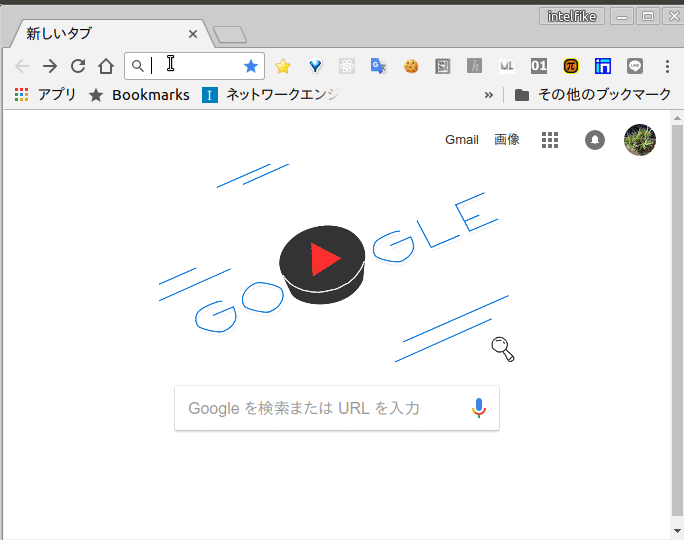 intelfike
新しいタブ
ML 01
アプリ Bookmarks ネットワークエンジ » その他のブックマーク
Gmail 画像
GOOGLE
Google を検索または URL を入力